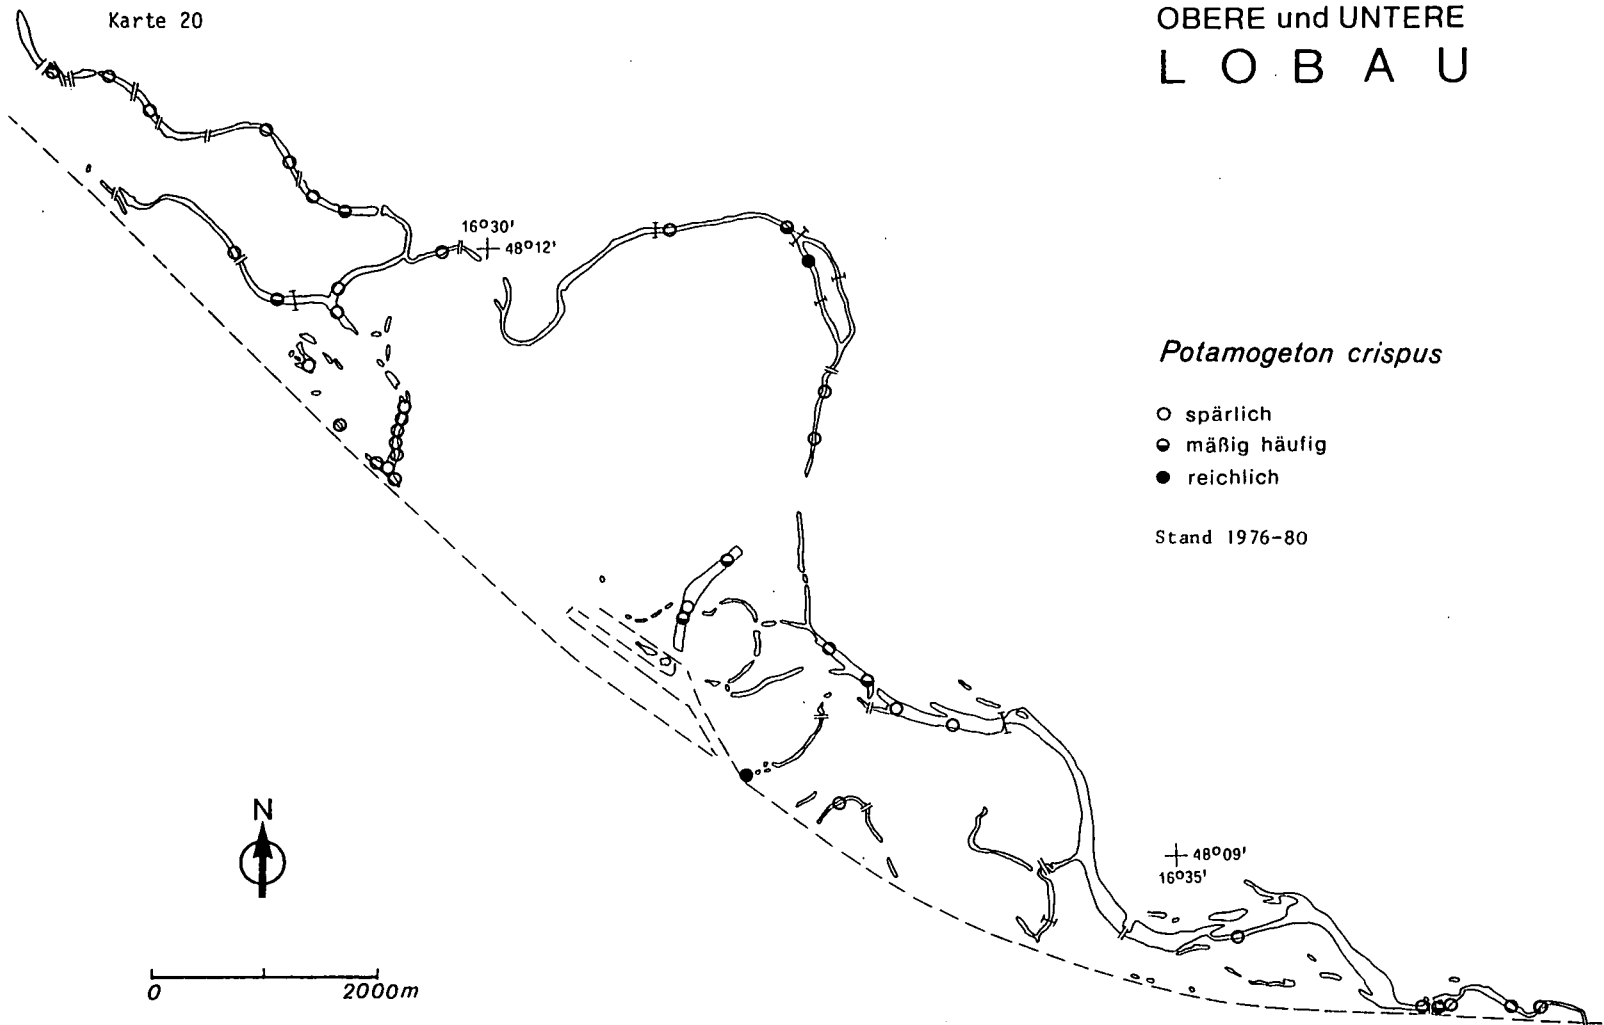 Karte 20
OBERE und UNTERE
LOBAU
16°30'
48°12'
Potamogeton crispus
spärlich
mäßig häufig
reichlich
Stand 1976-80
N
48°09'
16°35'
0 2000m